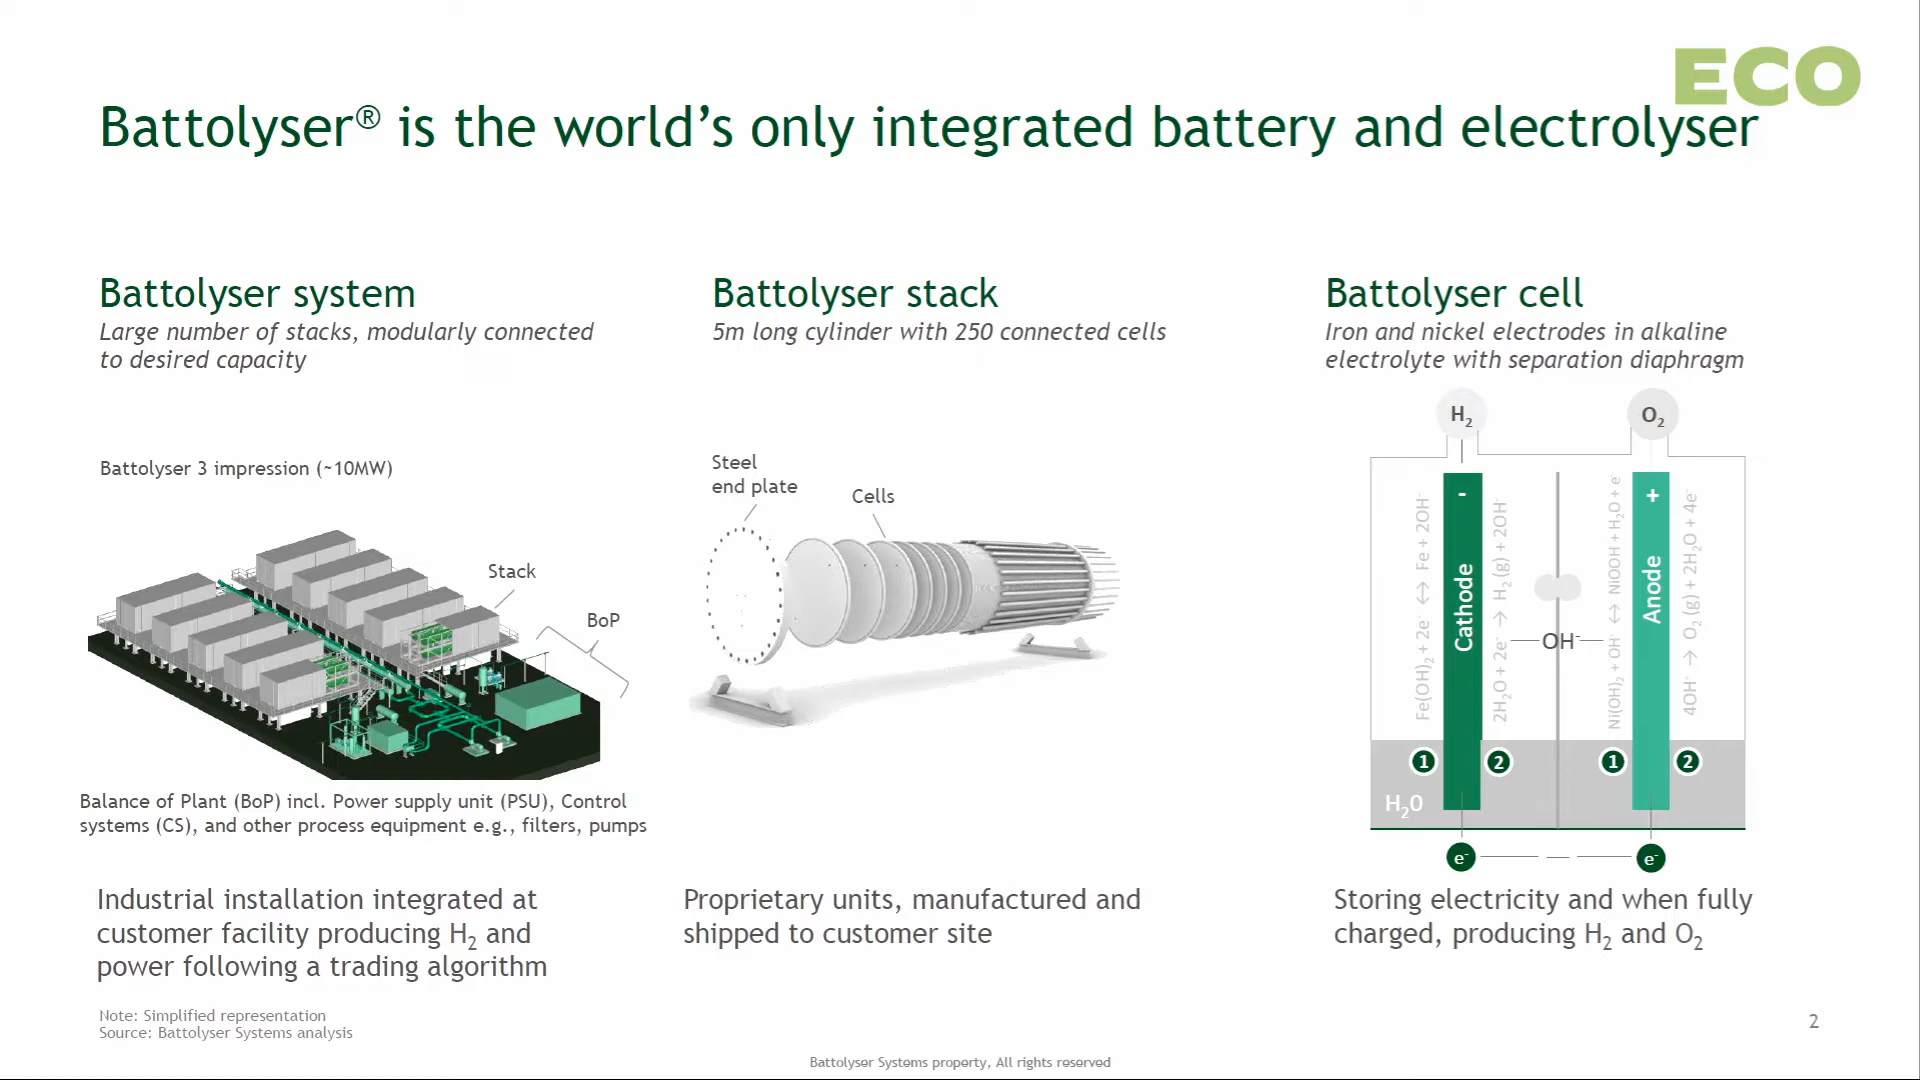 ECO
Battolyser® is the world's only integrated battery and electrolyser
Battolyser system
Large number of stacks, modularly connected
to desired capacity
Battolyser 3 impression (~10MW)
Stack
BoP
Balance of Plant (BoP) incl. Power supply unit (PSU), Control
systems (CS), and other process equipment e.g., filters, pumps
Industrial installation integrated at
customer facility producing H₂ and
power following a trading algorithm
Battolyser stack
5m long cylinder with 250 connected cells
Steel
end plate
Cells
Proprietary units, manufactured and
shipped to customer site
Battolyser cell
Iron and nickel electrodes in alkaline
electrolyte with separation diaphragm
H₂
O₂
Fe(OH)₂ + 2e⁻ ↔ Fe + 2OH⁻
- Cathode
2H₂O + 2e⁻ → H₂ (g) + 2OH⁻
OH⁻
Ni(OH)₂ + OH⁻ ↔ NiOOH + H₂O + e⁻
+ Anode
4OH⁻ → O₂ (g) + 2H₂O + 4e⁻
1 2 1 2
H₂0
e⁻ e⁻
Storing electricity and when fully
charged, producing H₂ and O₂
Note: Simplified representation
Source: Battolyser Systems analysis
2
Battolyser Systems property, All rights reserved